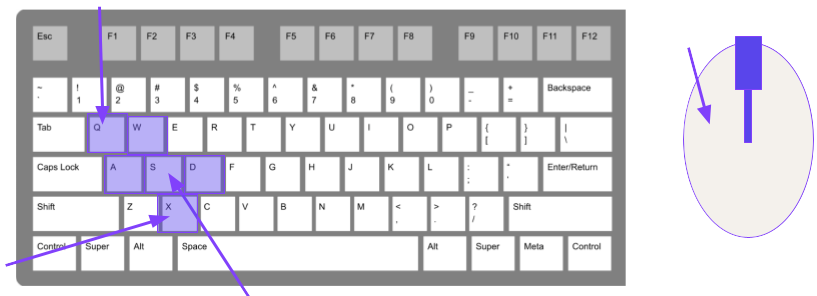 Esc F1 F2 F3 F4 F5 F6 F7 F8 F9 F10 F11 F12
~ ! @ # $ % ^ & * ( ) _ +
` 1 2 3 4 5 6 7 8 9 0 - = Backspace
Tab Q W E R T Y U I O P { } |
[ ] \
Caps Lock A S D F G H J K L : " Enter/Return
; '
Shift Z X C V B N M < > ? Shift
, . /
Control Super Alt Space Alt Super Meta Control